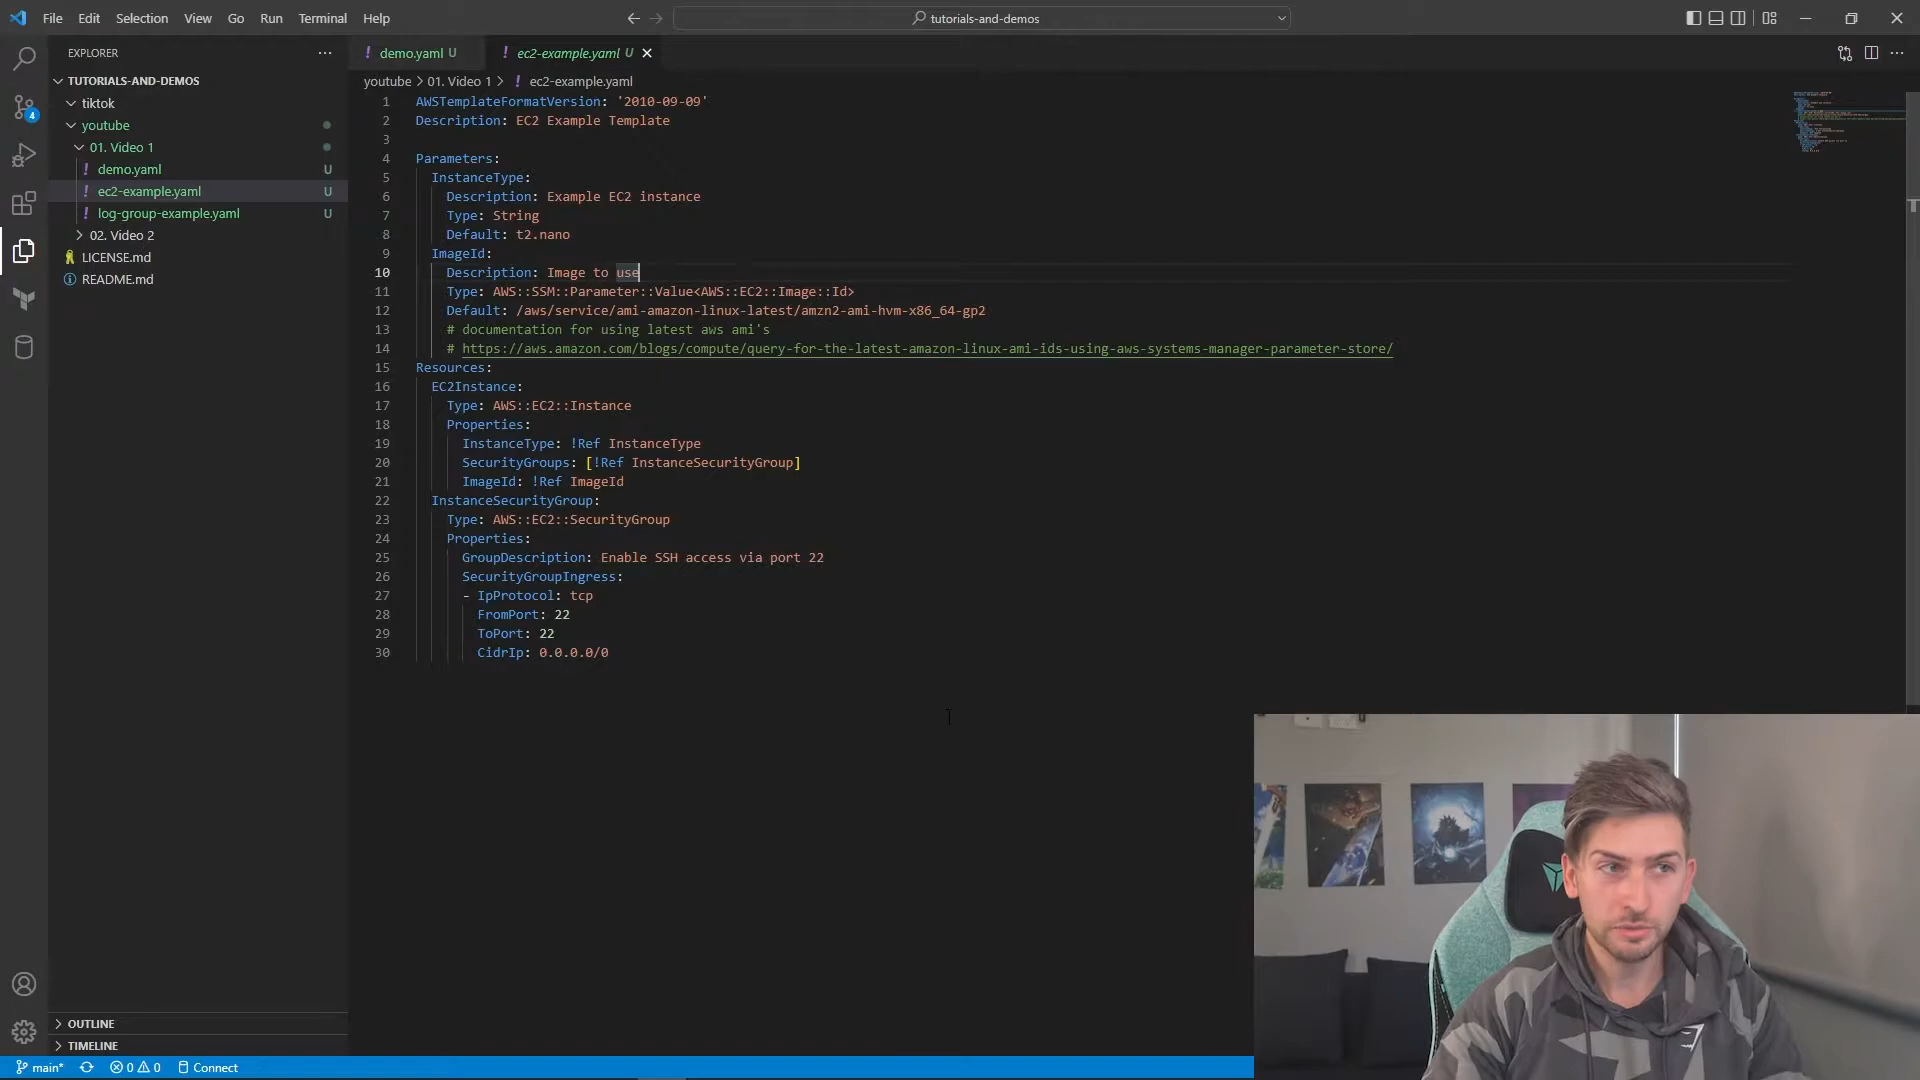 File Edit Selection View Go Run Terminal Help
tutorials-and-demos
EXPLORER
TUTORIALS-AND-DEMOS
tiktok
youtube
01. Video 1
demo.yaml U
ec2-example.yaml U
log-group-example.yaml U
02. Video 2
LICENSE.md
README.md
OUTLINE
TIMELINE
4
! demo.yaml U
! ec2-example.yaml U
youtube > 01. Video 1 > ! ec2-example.yaml
1 AWSTemplateFormatVersion: '2010-09-09'
2 Description: EC2 Example Template
3
4 Parameters:
5 InstanceType:
6 Description: Example EC2 instance
7 Type: String
8 Default: t2.nano
9 ImageId:
10 Description: Image to use
11 Type: AWS::SSM::Parameter::Value<AWS::EC2::Image::Id>
12 Default: /aws/service/ami-amazon-linux-latest/amzn2-ami-hvm-x86_64-gp2
13 # documentation for using latest aws ami's
14 # https://aws.amazon.com/blogs/compute/query-for-the-latest-amazon-linux-ami-ids-using-aws-systems-manager-parameter-store/
15 Resources:
16 EC2Instance:
17 Type: AWS::EC2::Instance
18 Properties:
19 InstanceType: !Ref InstanceType
20 SecurityGroups: [!Ref InstanceSecurityGroup]
21 ImageId: !Ref ImageId
22 InstanceSecurityGroup:
23 Type: AWS::EC2::SecurityGroup
24 Properties:
25 GroupDescription: Enable SSH access via port 22
26 SecurityGroupIngress:
27 - IpProtocol: tcp
28 FromPort: 22
29 ToPort: 22
30 CidrIp: 0.0.0.0/0
main* 0 0 Connect